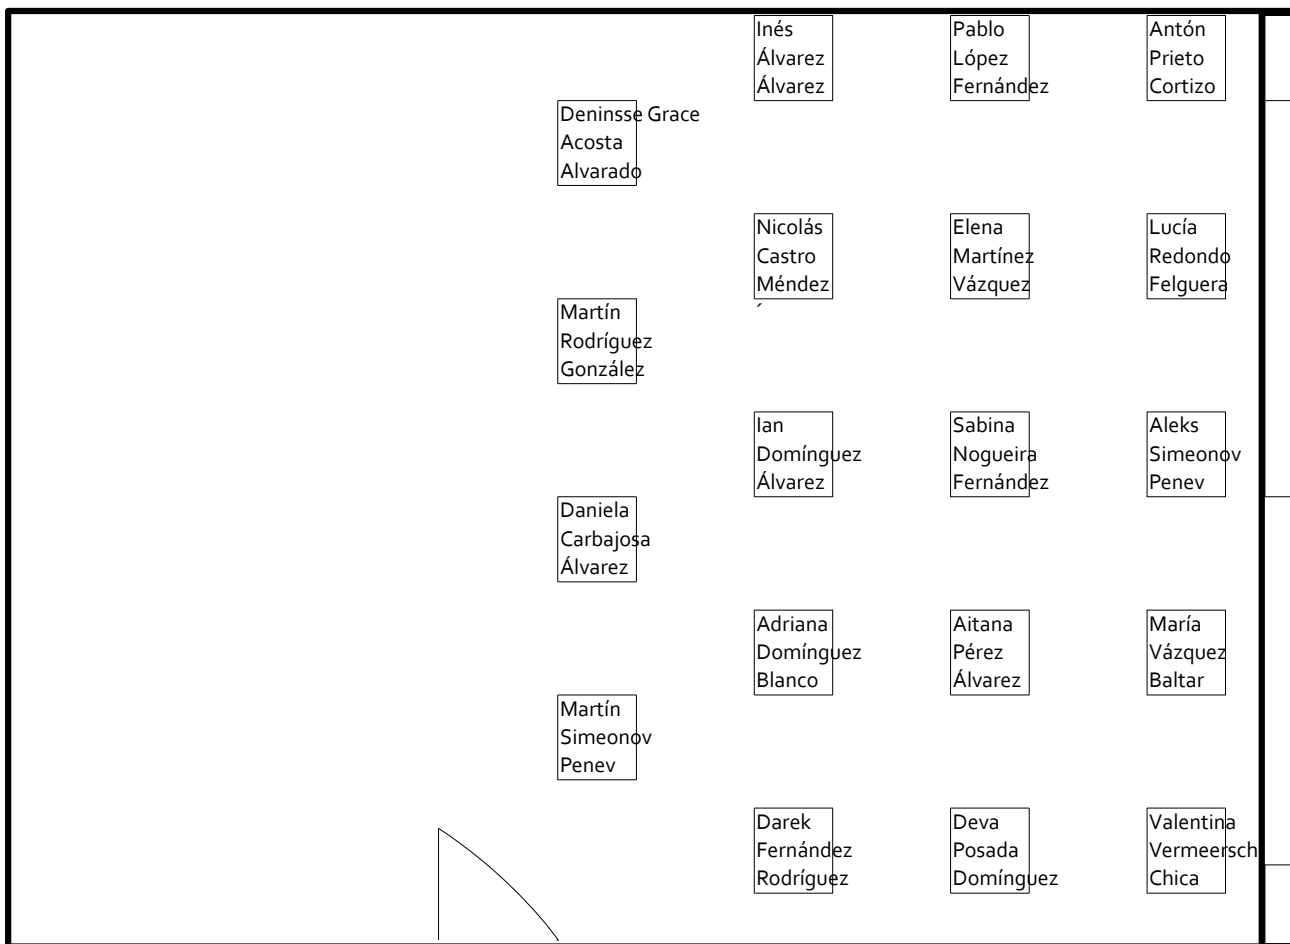 Inés
Álvarez
Álvarez
Pablo
López
Fernández
Antón
Prieto
Cortizo
Deninsse Grace
Acosta
Alvarado
Nicolás
Castro
Méndez
Elena
Martínez
Vázquez
Lucía
Redondo
Felguera
Martín
Rodríguez
González
Ian
Domínguez
Álvarez
Sabina
Nogueira
Fernández
Aleks
Simeonov
Penev
Daniela
Carbajosa
Álvarez
Adriana
Domínguez
Blanco
Aitana
Pérez
Álvarez
María
Vázquez
Baltar
Martín
Simeonov
Penev
Darek
Fernández
Rodríguez
Deva
Posada
Domínguez
Valentina
Vermeersch
Chica